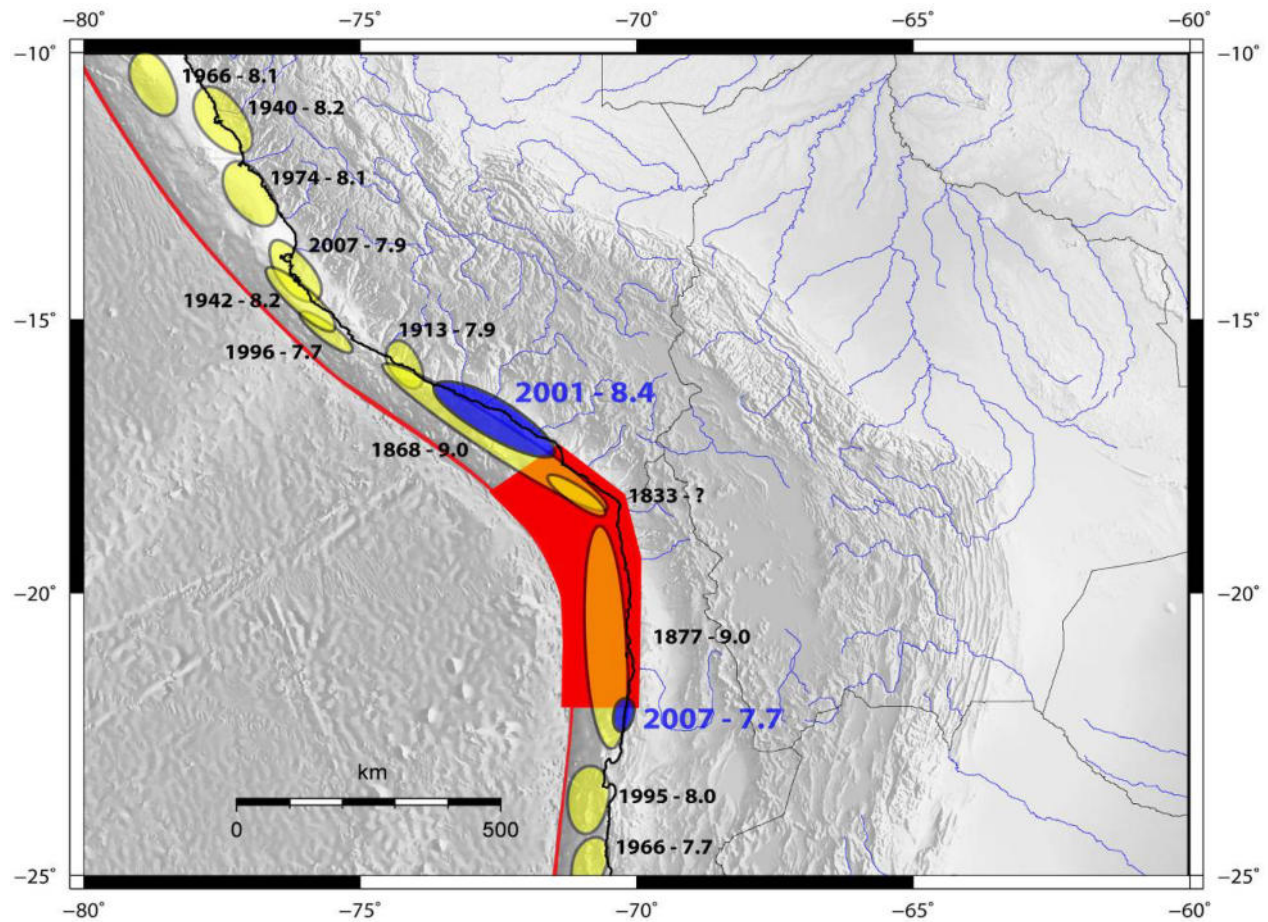 −80˚ −75˚ −70˚ −65˚ −60˚
−10˚ −10˚
1966 - 8.1
1940 - 8.2
1974 - 8.1
2007 - 7.9
1942 - 8.2
−15˚ −15˚
1913 - 7.9
1996 - 7.7
2001 - 8.4
1868 - 9.0
1833 - ?
−20˚ −20˚
1877 - 9.0
2007 - 7.7
km
1995 - 8.0
0 500
1966 - 7.7
−25˚ −25˚
−80˚ −75˚ −70˚ −65˚ −60˚